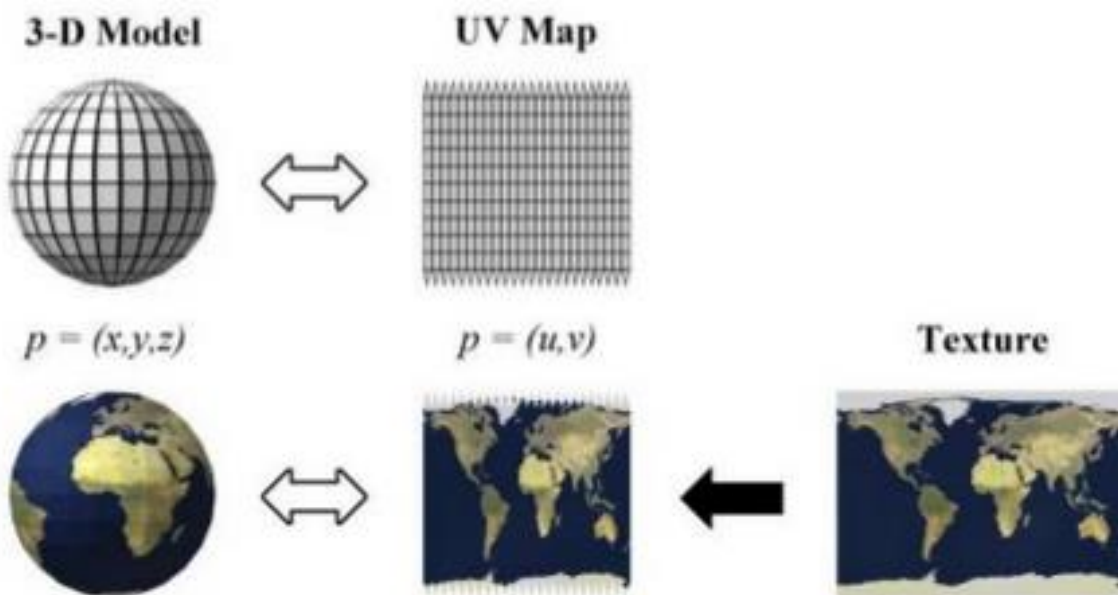 3-D Model
UV Map
p = (x,y,z)
p = (u,v)
Texture